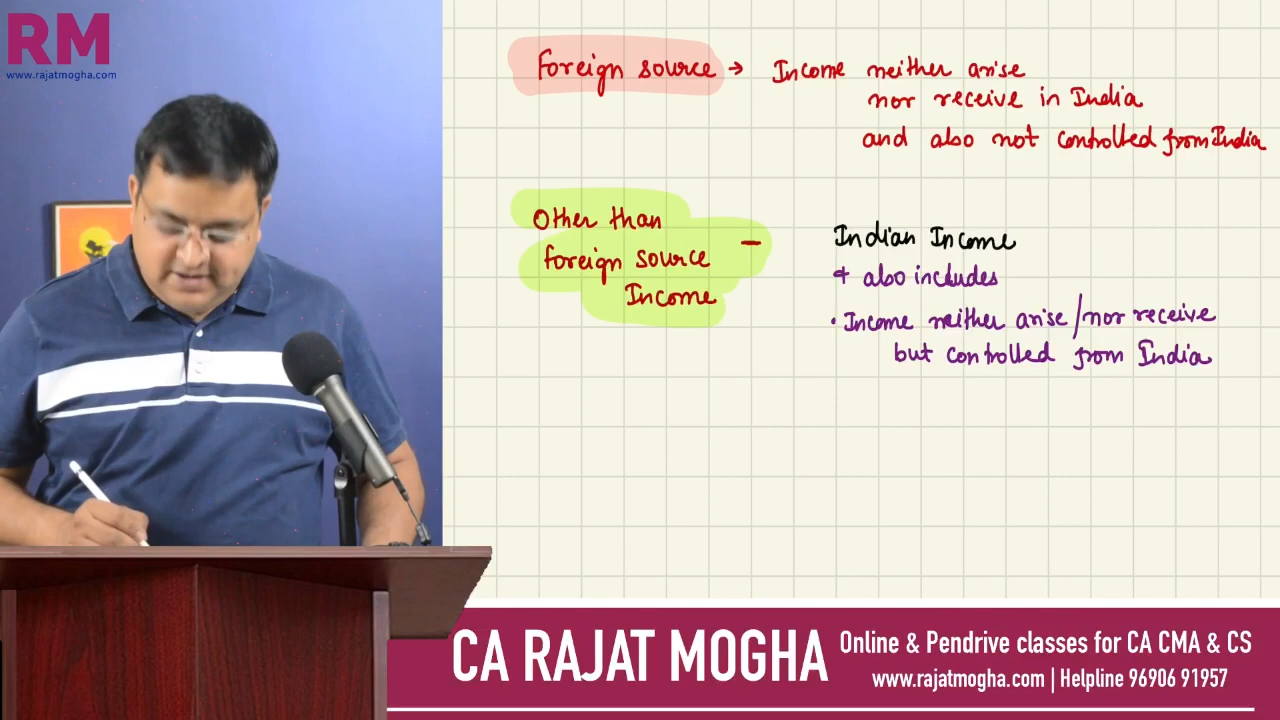 RM
www.rajatmogha.com
Foreign source → Income neither arise
nor receive in India
and also not controlled from India
Other than
foreign source
Income
— Indian Income
+ also includes
• Income neither arise/nor receive
but controlled from India
CA RAJAT MOGHA
Online & Pendrive classes for CA CMA & CS
www.rajatmogha.com | Helpline 96906 91957